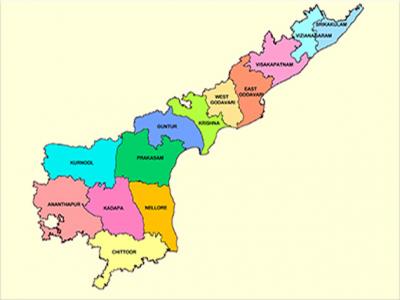 SRIKAKULAM
VIZIANAGARAM
VISAKAPATNAM
EAST
GODAVARI
WEST
GODAVARI
KRISHNA
GUNTUR
PRAKASAM
KURNOOL
ANANTHAPUR
KADAPA
NELLORE
CHITTOOR